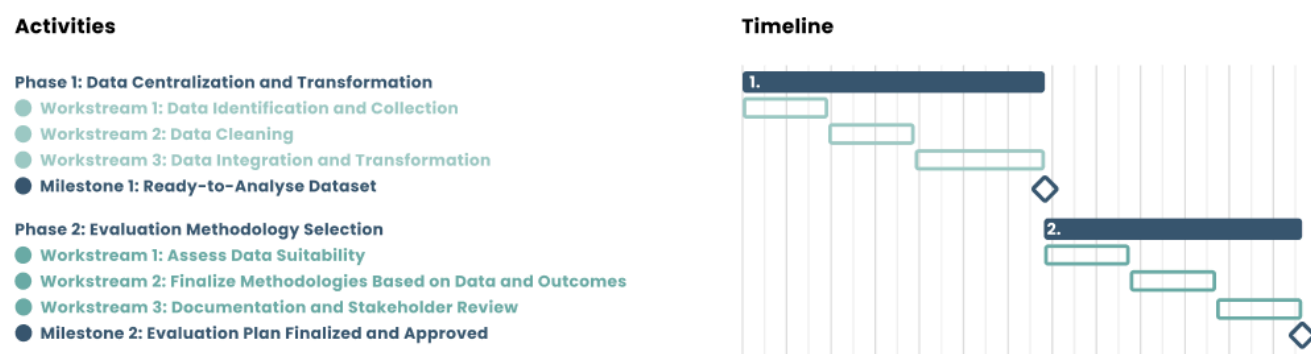 Activities
Timeline
Phase 1: Data Centralization and Transformation
1.
Workstream 1: Data Identification and Collection
Workstream 2: Data Cleaning
Workstream 3: Data Integration and Transformation
Milestone 1: Ready-to-Analyse Dataset
Phase 2: Evaluation Methodology Selection
2.
Workstream 1: Assess Data Suitability
Workstream 2: Finalize Methodologies Based on Data and Outcomes
Workstream 3: Documentation and Stakeholder Review
Milestone 2: Evaluation Plan Finalized and Approved